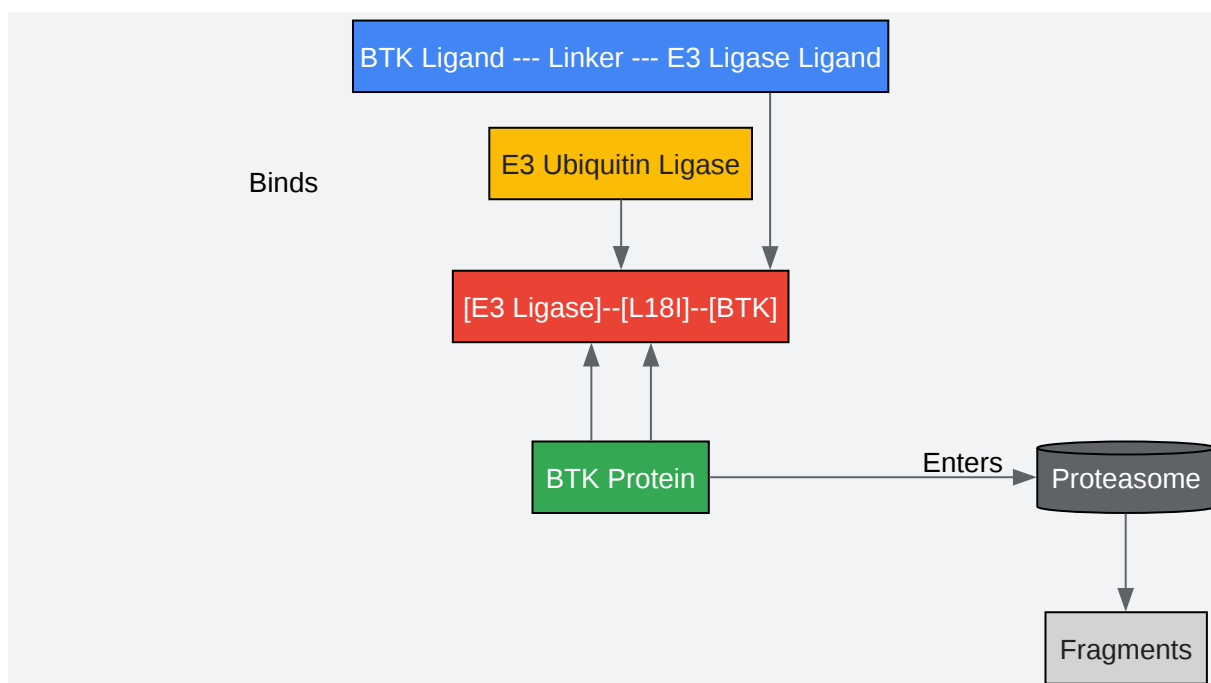 BTK Ligand --- Linker --- E3 Ligase Ligand
E3 Ubiquitin Ligase
Binds
[E3 Ligase]--[L18I]--[BTK]
BTK Protein
Enters
Proteasome
Fragments